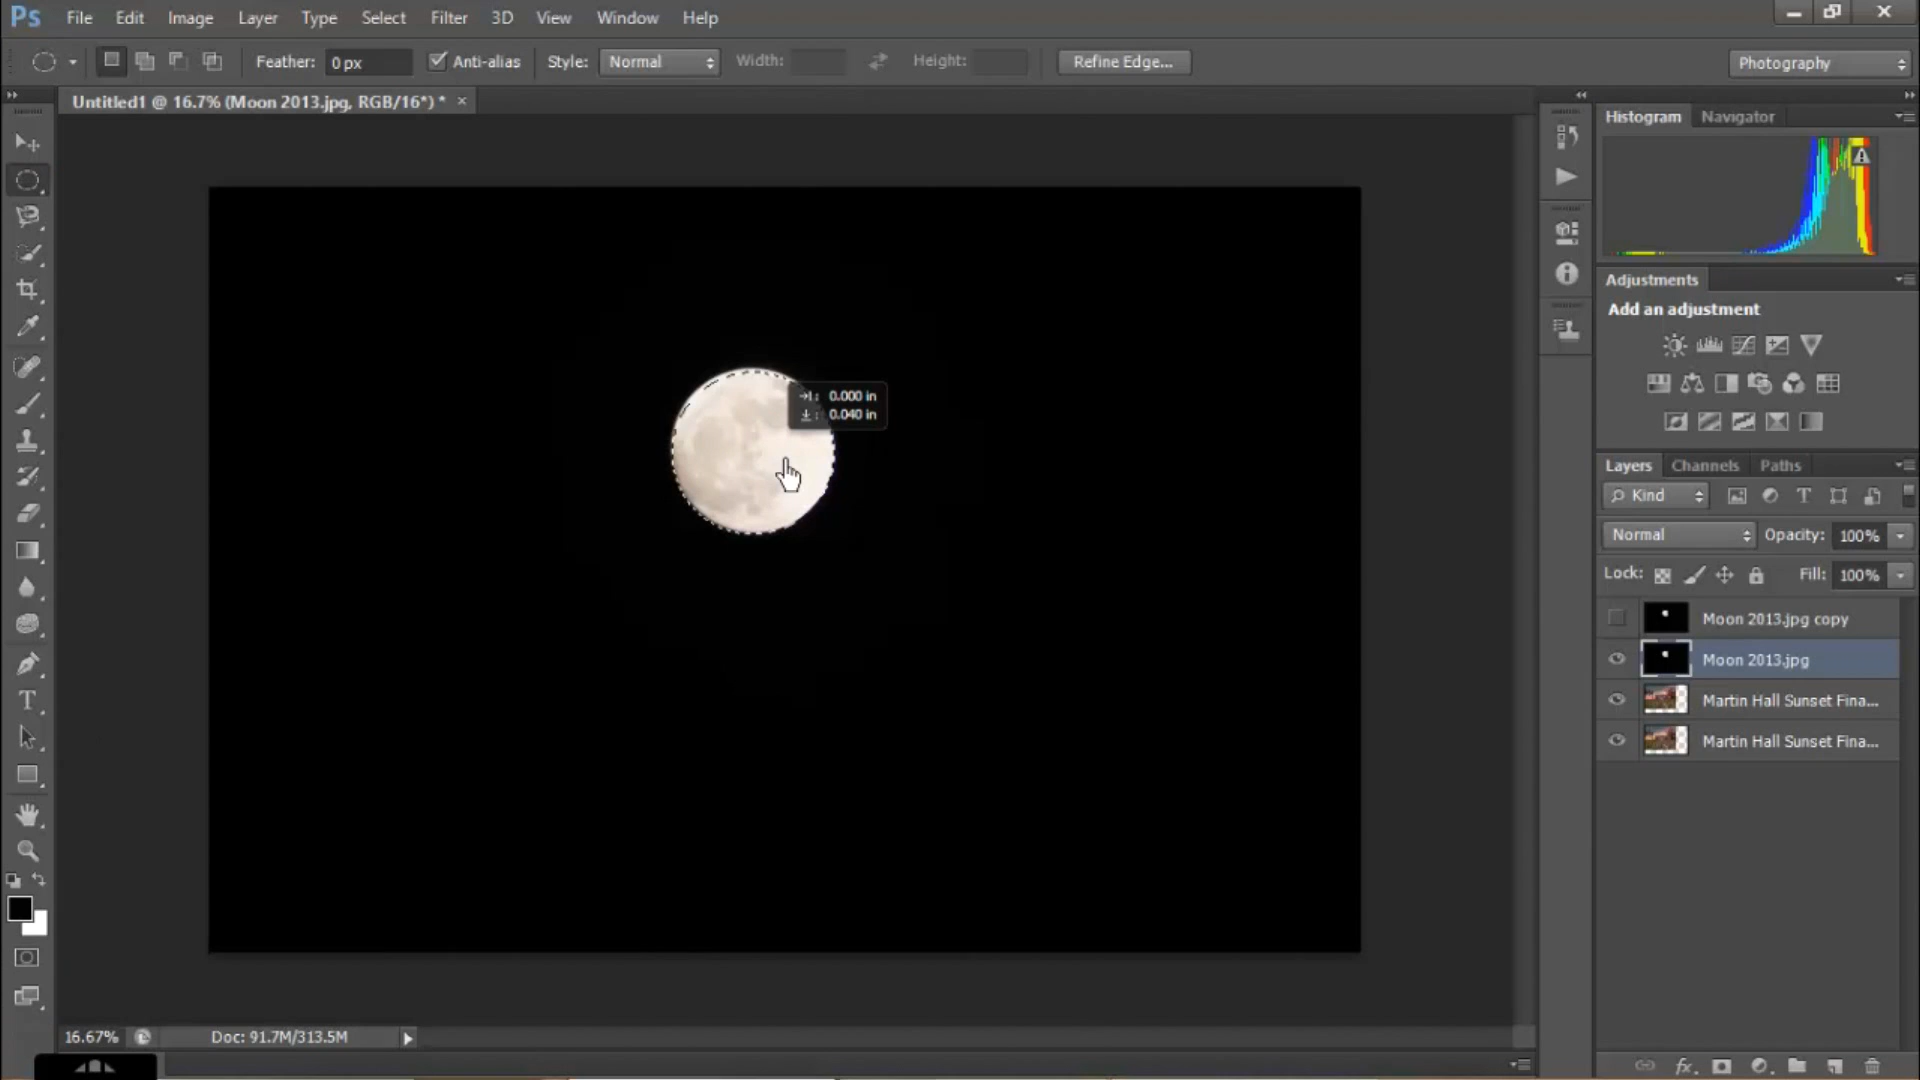 Ps File Edit Image Layer Type Select Filter 3D View Window Help
Feather: 0 px Anti-alias Style: Normal Width: Height: Refine Edge... Photography
Untitled1 @ 16.7% (Moon 2013.jpg, RGB/16*) * ×
Histogram Navigator
Adjustments
Add an adjustment
0.000 in
0.040 in
Layers Channels Paths
Kind
Normal Opacity: 100%
Lock: Fill: 100%
Moon 2013.jpg copy
Moon 2013.jpg
Martin Hall Sunset Fina...
Martin Hall Sunset Fina...
16.67% Doc: 91.7M/313.5M